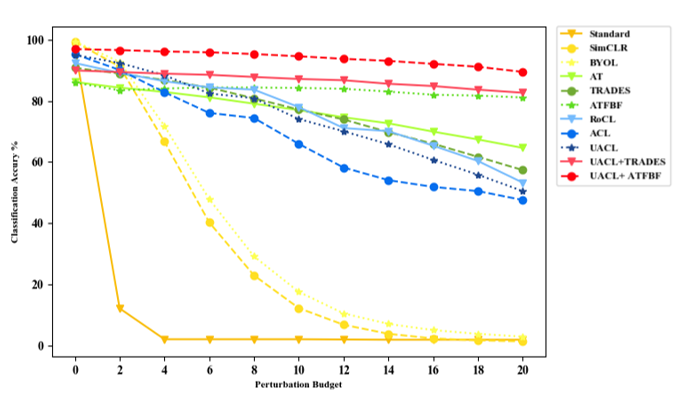 100
80
60
40
20
0
Classification Accury %
0 2 4 6 8 10 12 14 16 18 20
Perturbation Budget
Standard
SimCLR
BYOL
AT
TRADES
ATFBF
RoCL
ACL
UACL
UACL+TRADES
UACL+ ATFBF